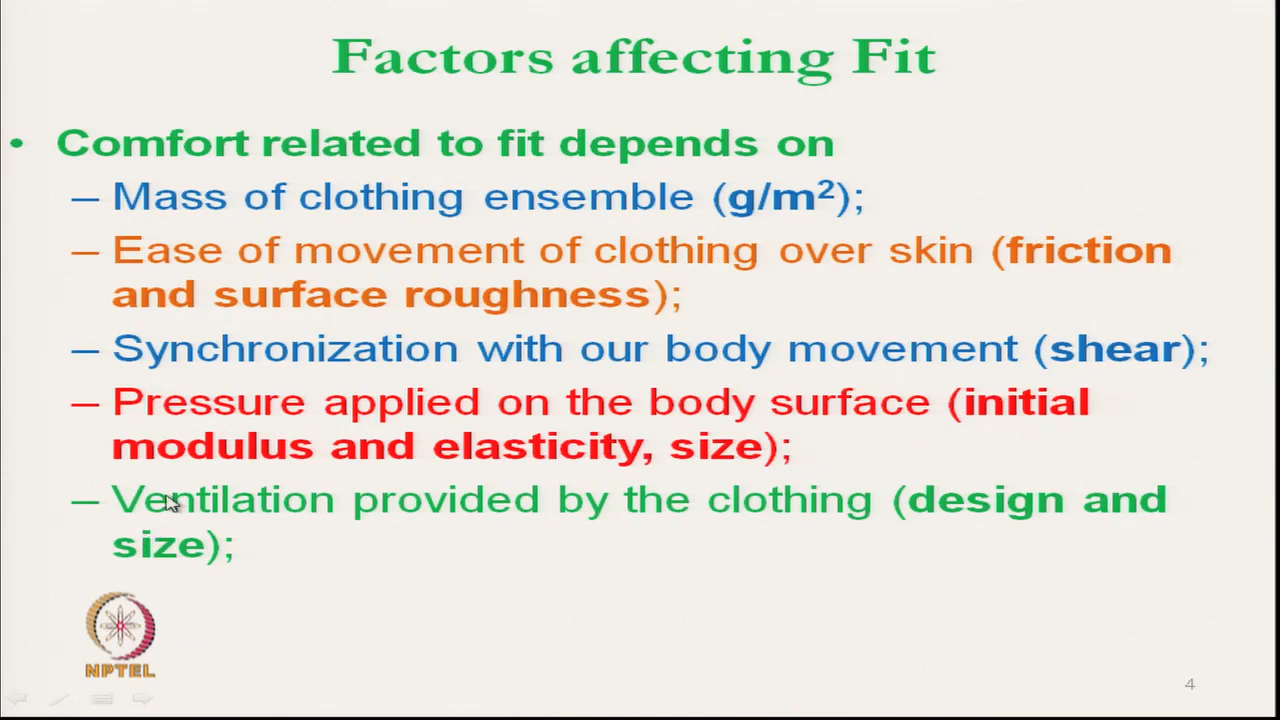 Factors affecting Fit
• Comfort related to fit depends on
– Mass of clothing ensemble (g/m²);
– Ease of movement of clothing over skin (friction
and surface roughness);
– Synchronization with our body movement (shear);
– Pressure applied on the body surface (initial
modulus and elasticity, size);
– Ventilation provided by the clothing (design and
size);
NPTEL
4